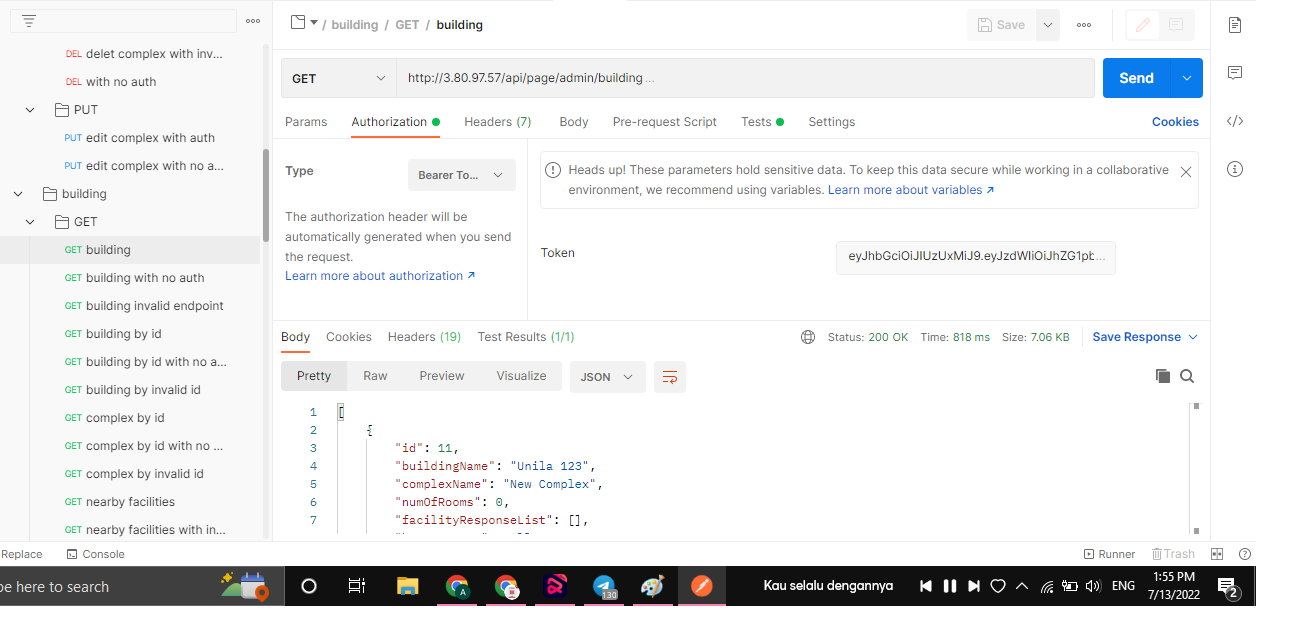 / building / GET / building
Save
DEL delet complex with inv...
DEL with no auth
PUT
PUT edit complex with auth
PUT edit complex with no a...
building
GET
GET building
GET building with no auth
GET building invalid endpoint
GET building by id
GET building by id with no a...
GET building by invalid id
GET complex by id
GET complex by id with no ...
GET complex by invalid id
GET nearby facilities
GET nearby facilities with in...
GET
http://3.80.97.57/api/page/admin/building ...
Send
Params Authorization Headers (7) Body Pre-request Script Tests Settings Cookies
Type
Bearer To...
The authorization header will be
automatically generated when you send
the request.
Learn more about authorization ↗
Heads up! These parameters hold sensitive data. To keep this data secure while working in a collaborative
environment, we recommend using variables. Learn more about variables ↗
Token
eyJhbGciOiJIUzUxMiJ9.eyJzdWIiOiJhZG1pb...
Body Cookies Headers (19) Test Results (1/1) Status: 200 OK Time: 818 ms Size: 7.06 KB Save Response
Pretty Raw Preview Visualize JSON
1 [
2 {
3 "id": 11,
4 "buildingName": "Unila 123",
5 "complexName": "New Complex",
6 "numOfRooms": 0,
7 "facilityResponseList": [],
Replace Console Runner Trash
pe here to search
A
130
Kau selalu dengannya
ENG
1:55 PM
7/13/2022
2